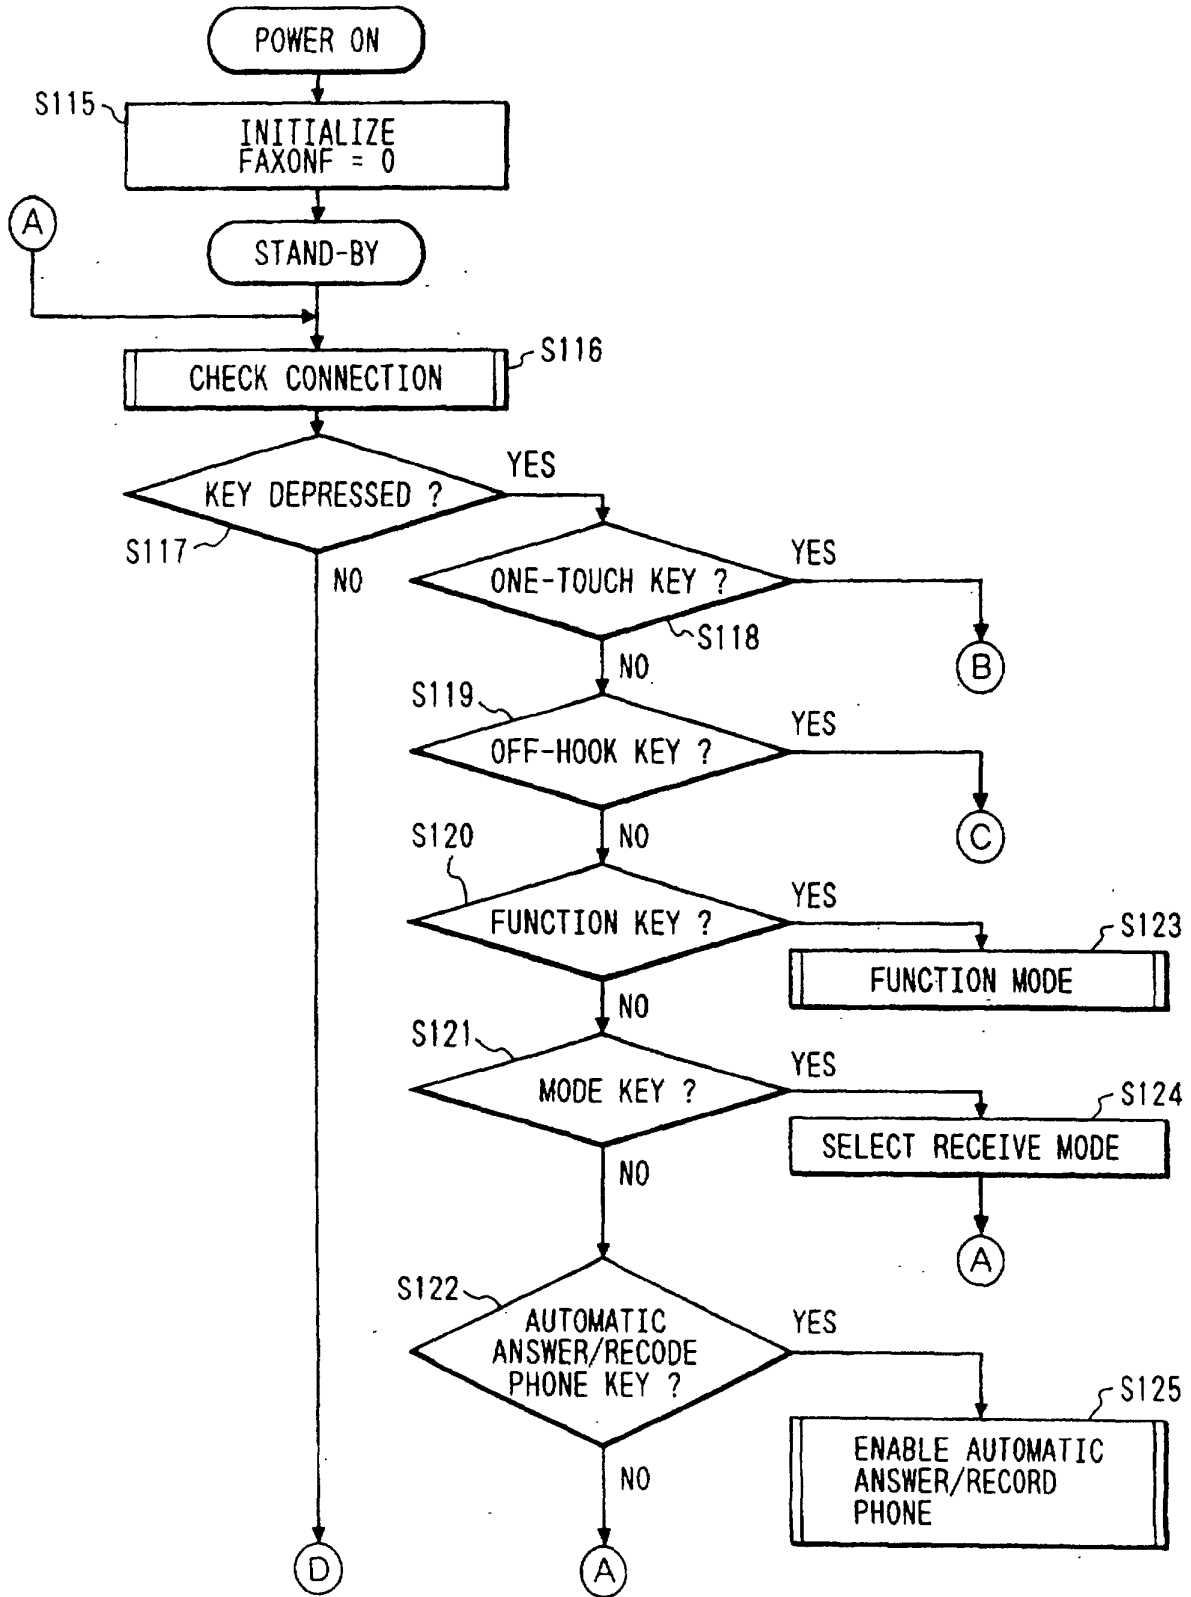 POWER ON
S115
INITIALIZE
FAXONF = 0
A
STAND-BY
S116
CHECK CONNECTION
YES
KEY DEPRESSED ?
S117
NO
YES
ONE-TOUCH KEY ?
S118
B
NO
S119
YES
OFF-HOOK KEY ?
C
NO
S120
YES
FUNCTION KEY ?
S123
FUNCTION MODE
NO
S121
YES
MODE KEY ?
S124
SELECT RECEIVE MODE
NO
A
S122
YES
AUTOMATIC
ANSWER/RECODE
PHONE KEY ?
S125
ENABLE AUTOMATIC
ANSWER/RECORD
PHONE
NO
D
A